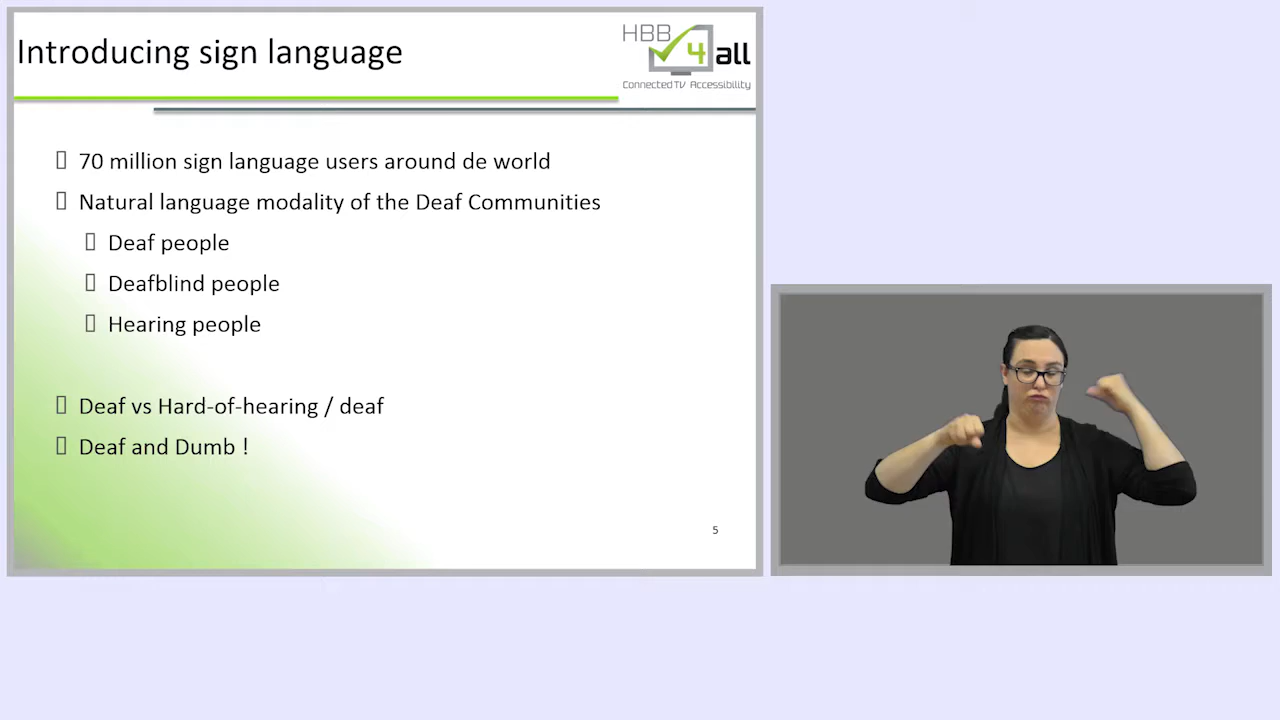 Introducing sign language
HBB
4 all
Connected TV Accessibility
70 million sign language users around de world
Natural language modality of the Deaf Communities
Deaf people
Deafblind people
Hearing people
Deaf vs Hard-of-hearing / deaf
Deaf and Dumb !
5